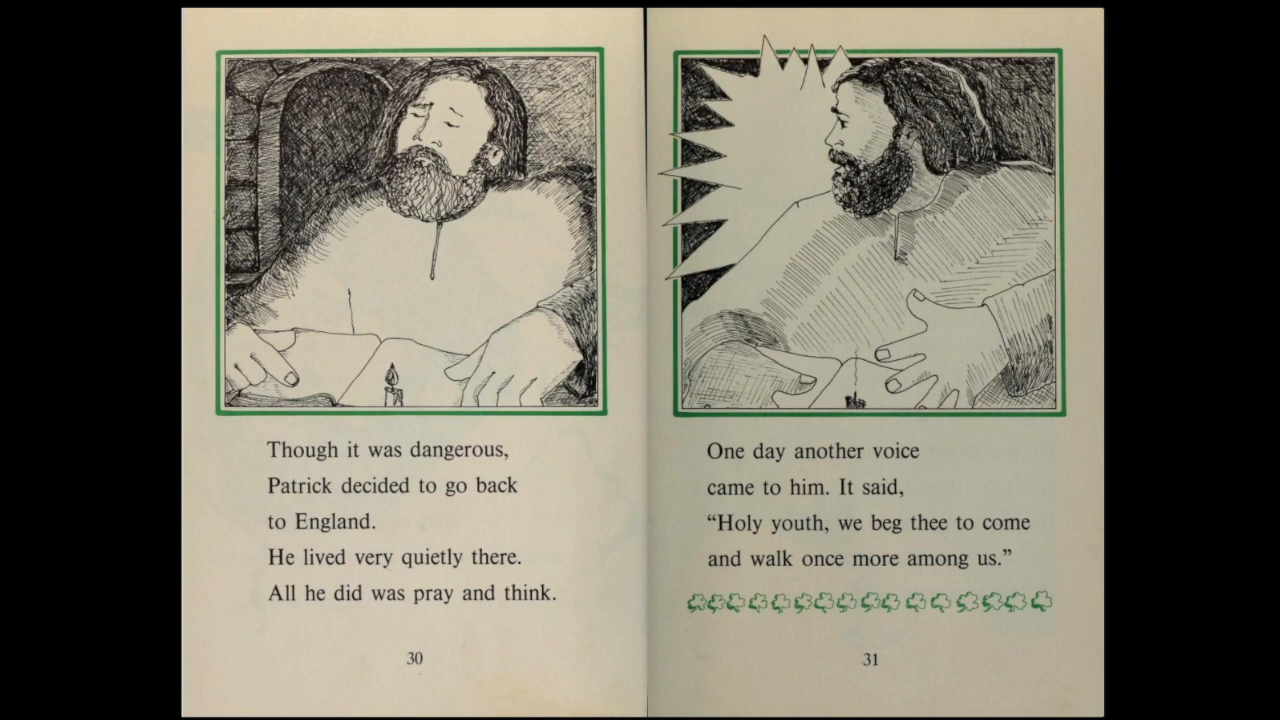 Though it was dangerous,
Patrick decided to go back
to England.
He lived very quietly there.
All he did was pray and think.
30
One day another voice
came to him. It said,
“Holy youth, we beg thee to come
and walk once more among us.”
31